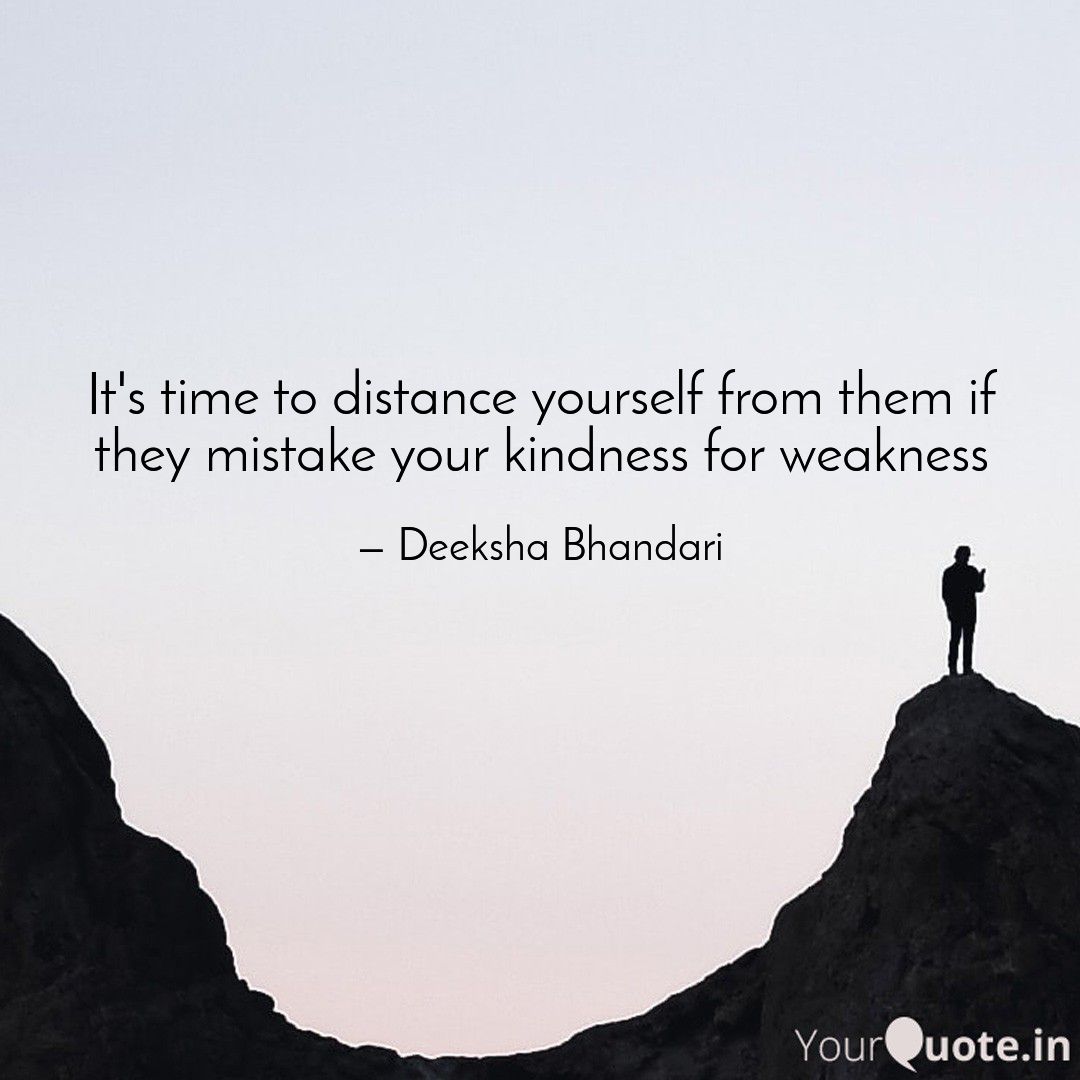 It's time to distance yourself from them if
they mistake your kindness for weakness
– Deeksha Bhandari
YourQuote.in